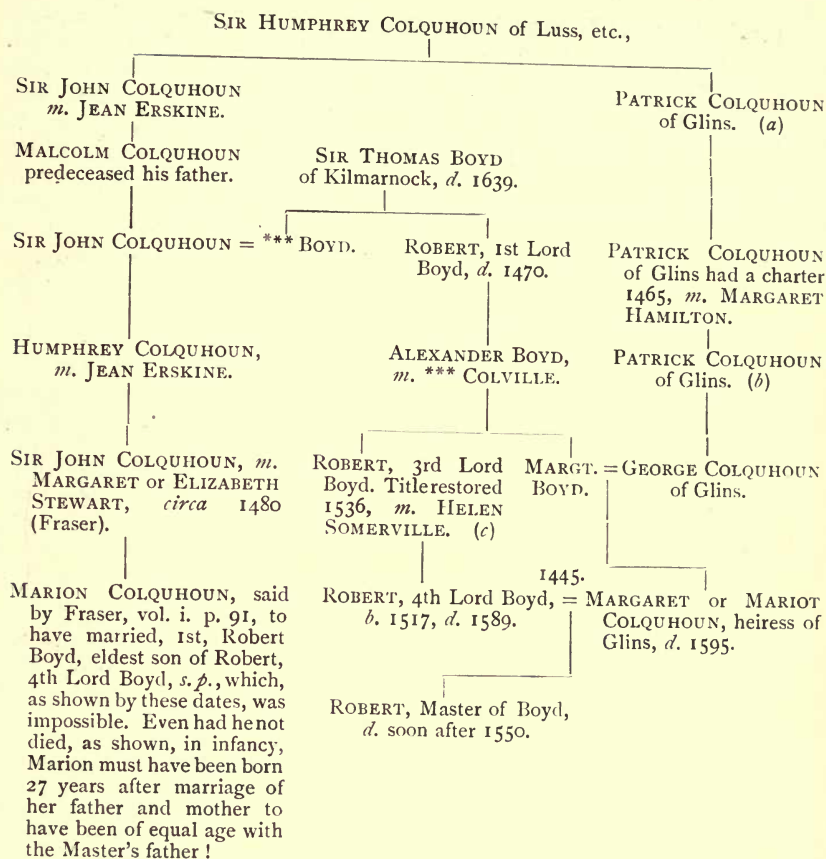 SIR HUMPHREY COLQUHOUN of Luss, etc.,
SIR JOHN COLQUHOUN
m. JEAN ERSKINE.
PATRICK COLQUHOUN
of Glins. (a)
MALCOLM COLQUHOUN
predeceased his father.
SIR THOMAS BOYD
of Kilmarnock, d. 1639.
SIR JOHN COLQUHOUN = *** BOYD.
ROBERT, 1st Lord
Boyd, d. 1470.
PATRICK COLQUHOUN
of Glins had a charter
1465, m. MARGARET
HAMILTON.
HUMPHREY COLQUHOUN,
m. JEAN ERSKINE.
ALEXANDER BOYD,
m. *** COLVILLE.
PATRICK COLQUHOUN
of Glins. (b)
SIR JOHN COLQUHOUN, m.
MARGARET OR ELIZABETH
STEWART, circa 1480
(Fraser).
ROBERT, 3rd Lord
Boyd. Title restored
1536, m. HELEN
SOMERVILLE. (c)
MARGT. = GEORGE COLQUHOUN
BOYD. of Glins.
MARION COLQUHOUN, said
by Fraser, vol. i. p. 91, to
have married, 1st, Robert
Boyd, eldest son of Robert,
4th Lord Boyd, s.p., which,
as shown by these dates, was
impossible. Even had he not
died, as shown, in infancy,
Marion must have been born
27 years after marriage of
her father and mother to
have been of equal age with
the Master's father !
1445.
ROBERT, 4th Lord Boyd, = MARGARET OR MARIOT
b. 1517, d. 1589. COLQUHOUN, heiress of
Glins, d. 1595.
ROBERT, Master of Boyd,
d. soon after 1550.